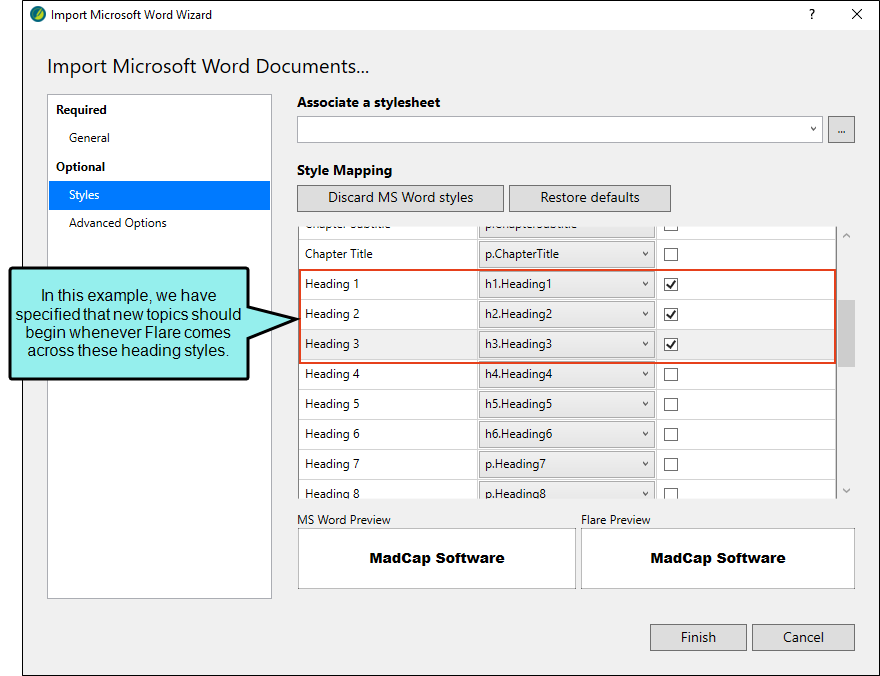 Import Microsoft Word Wizard
?
Import Microsoft Word Documents...
Required
General
Optional
Styles
Advanced Options
In this example, we have
specified that new topics should
begin whenever Flare comes
across these heading styles.
Associate a stylesheet
...
Style Mapping
Discard MS Word styles Restore defaults
Chapter Subtitle p.ChapterSubtitle
Chapter Title p.ChapterTitle
Heading 1 h1.Heading1
Heading 2 h2.Heading2
Heading 3 h3.Heading3
Heading 4 h4.Heading4
Heading 5 h5.Heading5
Heading 6 h6.Heading6
Heading 7 p.Heading7
Heading 8 p.Heading8
MS Word Preview Flare Preview
MadCap Software MadCap Software
Finish Cancel